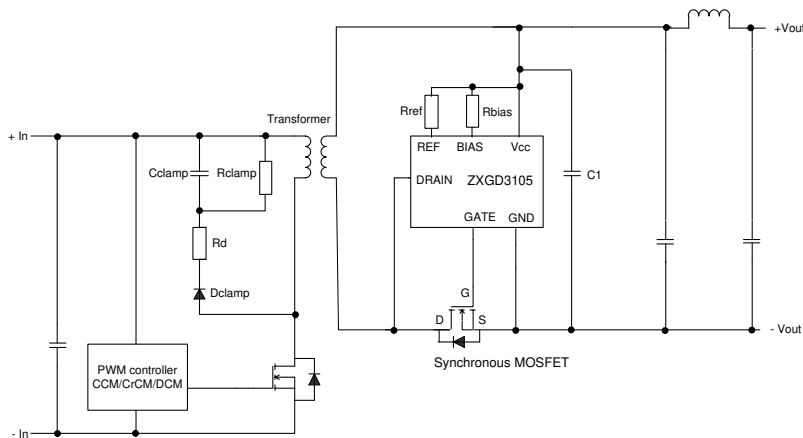 +Vout
Transformer
Rref
Rbias
+ In
REF
BIAS
Vcc
Cclamp
Rclamp
ZXGD3105
DRAIN
C1
GATE
GND
Rd
G
Dclamp
D
S
- Vout
PWM controller
CCM/CrCM/DCM
Synchronous MOSFET
- In